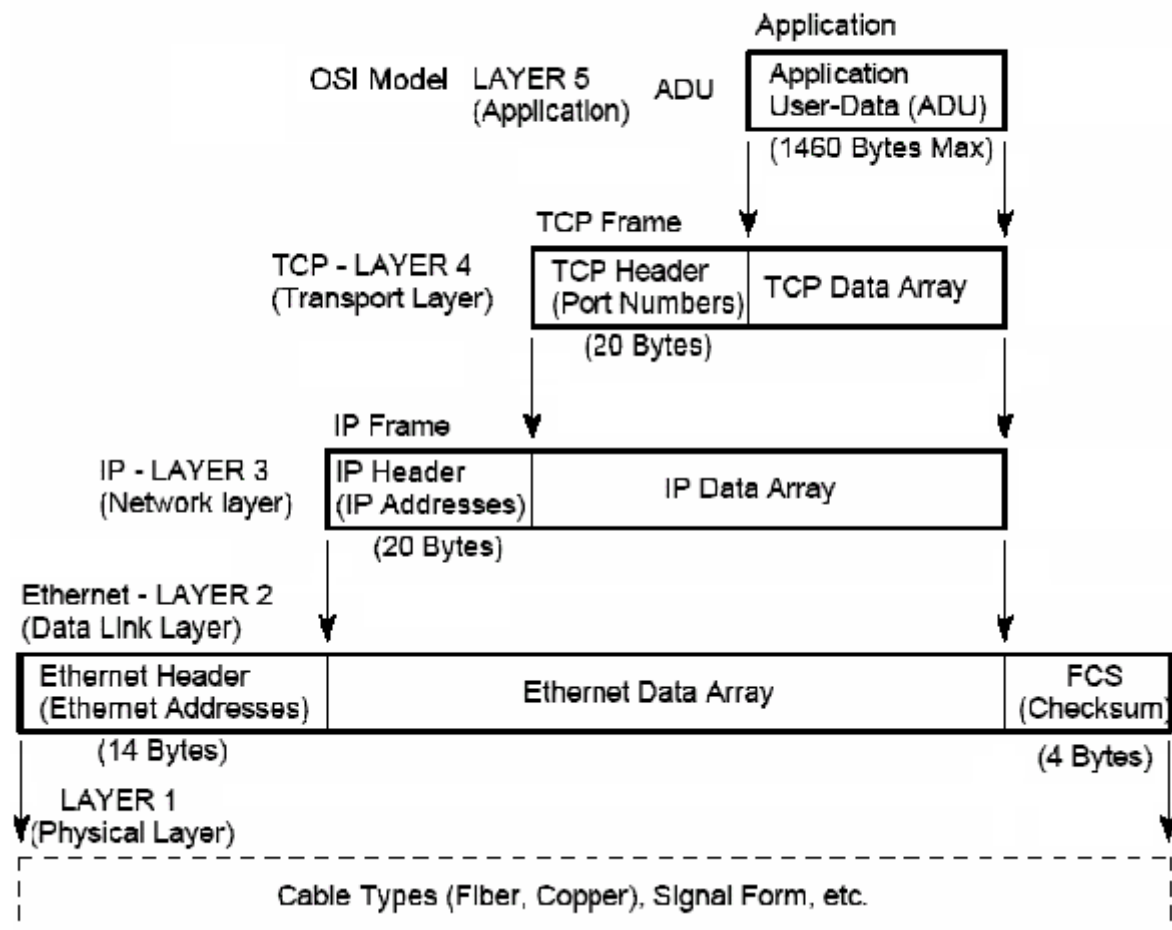 Application
OSI Model LAYER 5 (Application) ADU
Application User-Data (ADU)
(1460 Bytes Max)
TCP Frame
TCP - LAYER 4
(Transport Layer)
TCP Header
(Port Numbers)
TCP Data Array
(20 Bytes)
IP Frame
IP - LAYER 3
(Network layer)
IP Header
(IP Addresses)
IP Data Array
(20 Bytes)
Ethernet - LAYER 2
(Data Link Layer)
Ethernet Header
(Ethernet Addresses)
Ethernet Data Array
FCS
(Checksum)
(14 Bytes)
(4 Bytes)
LAYER 1
(Physical Layer)
Cable Types (Fiber, Copper), Signal Form, etc.